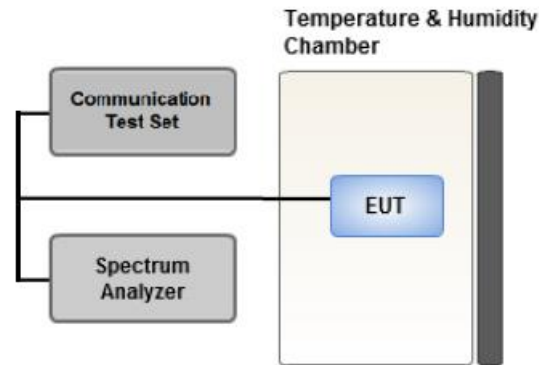 Temperature & Humidity
Chamber
Communication
Test Set
EUT
Spectrum
Analyzer